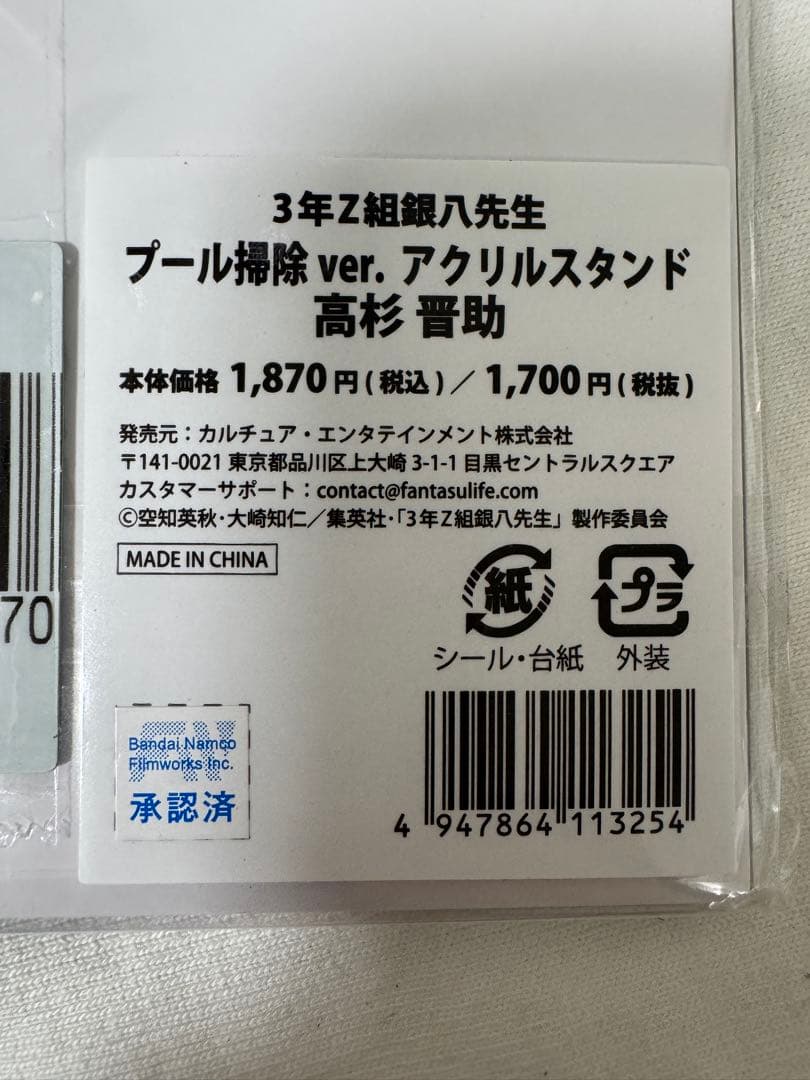 3年Z組銀八先生
プール掃除 ver. アクリルスタンド
高杉 晋助
本体価格 1,870円(税込)／1,700円(税抜)
発売元：カルチュア・エンタテインメント株式会社
〒141-0021 東京都品川区上大崎 3-1-1 目黒セントラルスクエア
カスタマーサポート：contact@fantasulife.com
©空知英秋・大崎知仁／集英社・「3年Z組銀八先生」製作委員会
MADE IN CHINA
紙
プラ
シール・台紙
外装
70
Bandai Namco
Filmworks Inc.
承認済
4 947864 113254